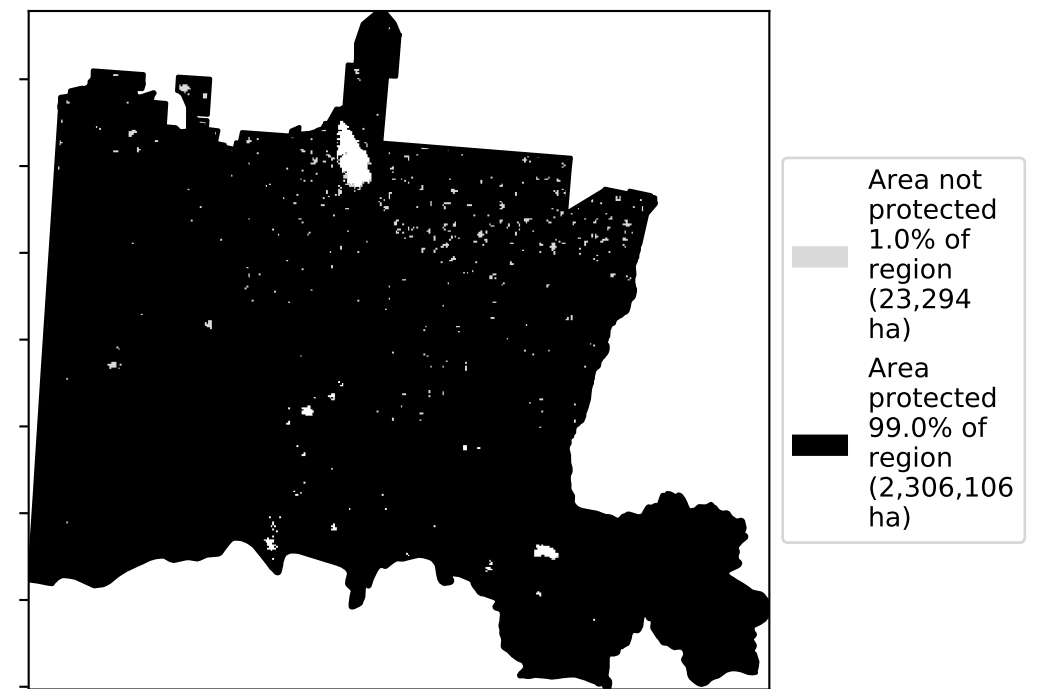 Area not
protected
1.0% of
region
(23,294
ha)
Area
protected
99.0% of
region
(2,306,106
ha)